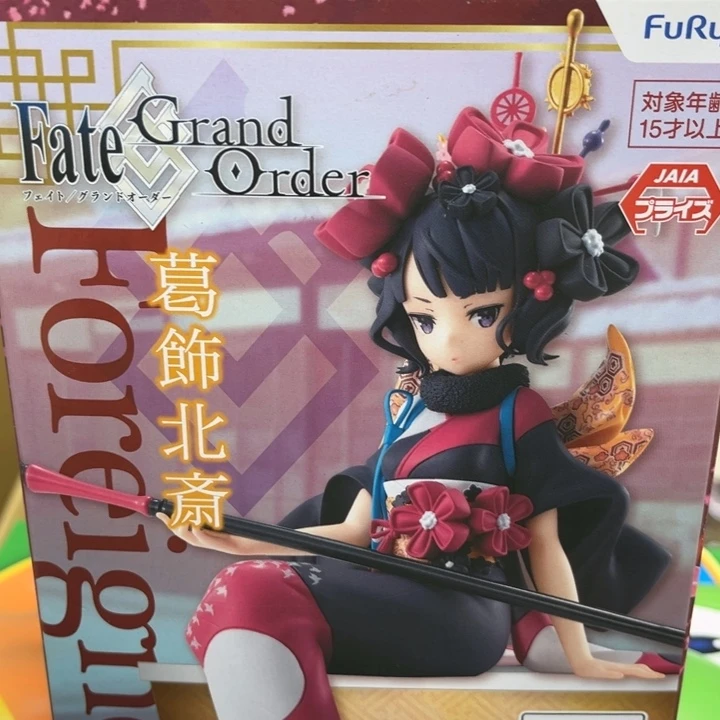 FuRy
対象年齢
15才以上
JAIA
プライズ
Fate
Grand
Order
フェイト/グランドオーダー
葛飾北斎
Foreign